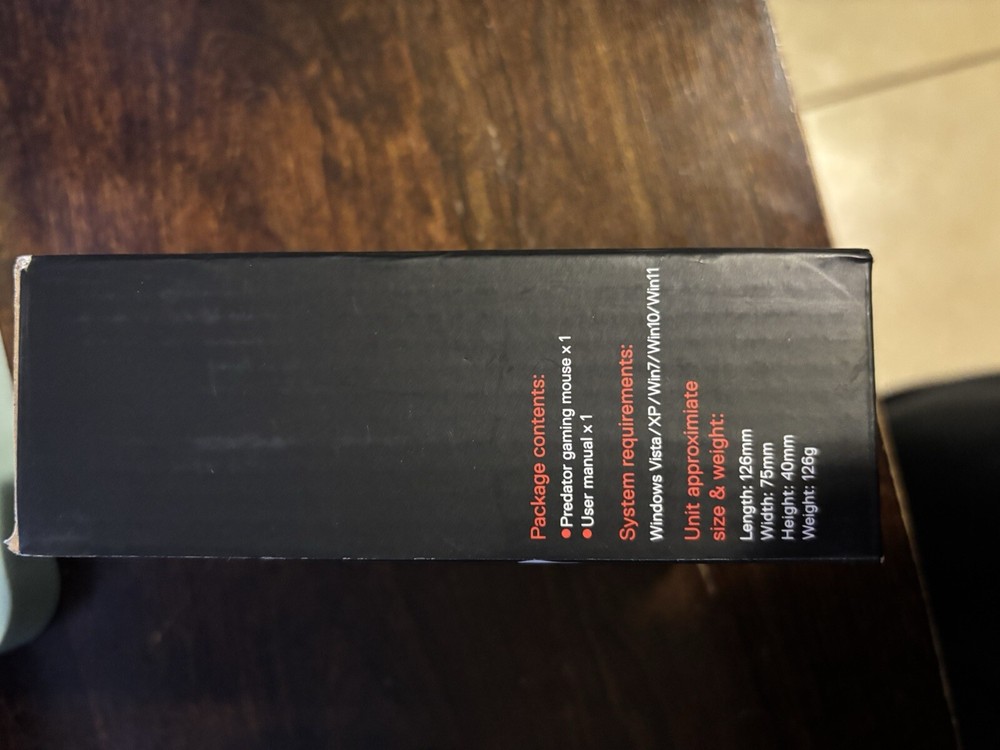 Package contents:
●Predator gaming mouse x 1
●User manual x 1
System requirements:
Windows Vista/XP/Win7/Win10/Win11
Unit approximiate
size & weight:
Length: 126mm
Width: 75mm
Height: 40mm
Weight: 126g